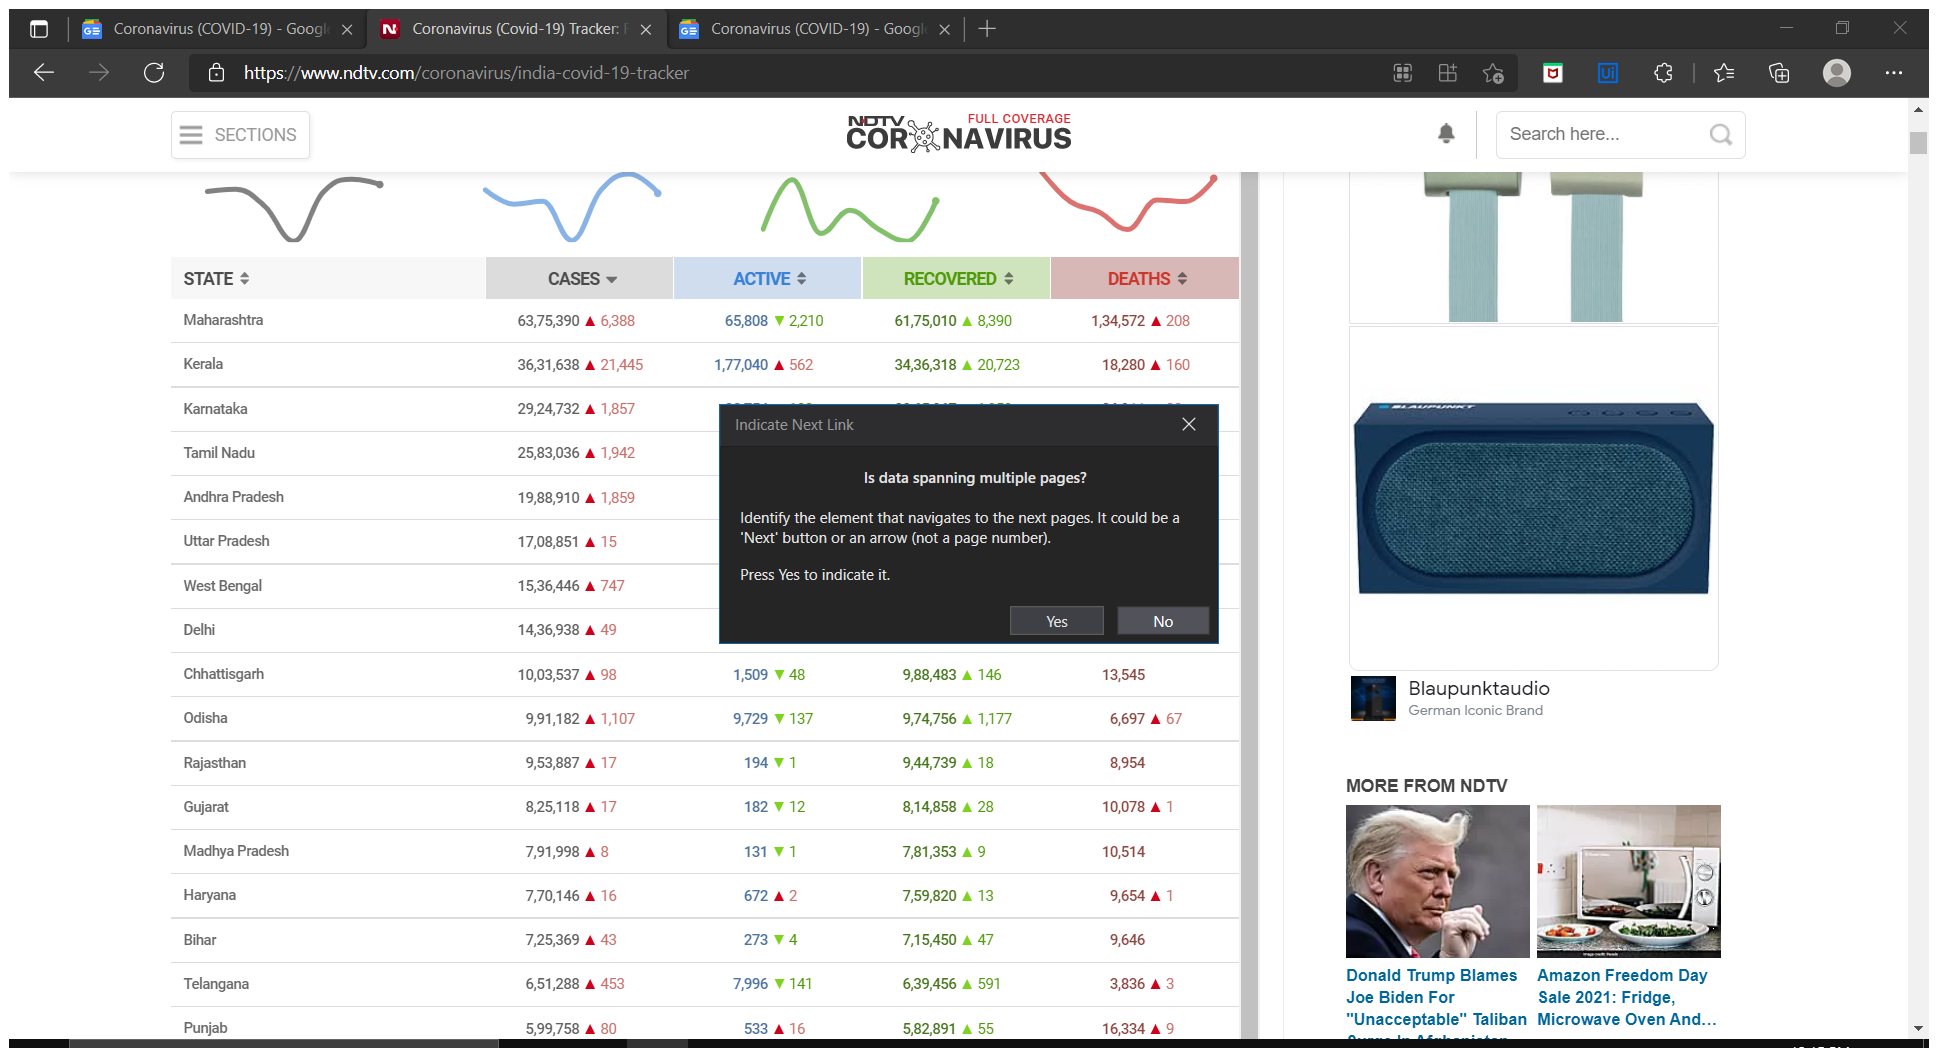 Coronavirus (COVID-19) - Googl
Coronavirus (Covid-19) Tracker:
Coronavirus (COVID-19) - Googl
https://www.ndtv.com/coronavirus/india-covid-19-tracker
SECTIONS
NDTV
FULL COVERAGE
CORONAVIRUS
Search here...
STATE CASES ACTIVE RECOVERED DEATHS
Maharashtra 63,75,390 ▲ 6,388 65,808 ▼ 2,210 61,75,010 ▲ 8,390 1,34,572 ▲ 208
Kerala 36,31,638 ▲ 21,445 1,77,040 ▲ 562 34,36,318 ▲ 20,723 18,280 ▲ 160
Karnataka 29,24,732 ▲ 1,857
Tamil Nadu 25,83,036 ▲ 1,942
Andhra Pradesh 19,88,910 ▲ 1,859
Uttar Pradesh 17,08,851 ▲ 15
West Bengal 15,36,446 ▲ 747
Delhi 14,36,938 ▲ 49
Chhattisgarh 10,03,537 ▲ 98 1,509 ▼ 48 9,88,483 ▲ 146 13,545
Odisha 9,91,182 ▲ 1,107 9,729 ▼ 137 9,74,756 ▲ 1,177 6,697 ▲ 67
Rajasthan 9,53,887 ▲ 17 194 ▼ 1 9,44,739 ▲ 18 8,954
Gujarat 8,25,118 ▲ 17 182 ▼ 12 8,14,858 ▲ 28 10,078 ▲ 1
Madhya Pradesh 7,91,998 ▲ 8 131 ▼ 1 7,81,353 ▲ 9 10,514
Haryana 7,70,146 ▲ 16 672 ▲ 2 7,59,820 ▲ 13 9,654 ▲ 1
Bihar 7,25,369 ▲ 43 273 ▼ 4 7,15,450 ▲ 47 9,646
Telangana 6,51,288 ▲ 453 7,996 ▼ 141 6,39,456 ▲ 591 3,836 ▲ 3
Punjab 5,99,758 ▲ 80 533 ▲ 16 5,82,891 ▲ 55 16,334 ▲ 9
Indicate Next Link
Is data spanning multiple pages?
Identify the element that navigates to the next pages. It could be a
'Next' button or an arrow (not a page number).
Press Yes to indicate it.
Yes
No
BLAUPUNKT
Blaupunktaudio
German Iconic Brand
MORE FROM NDTV
Donald Trump Blames
Joe Biden For
"Unacceptable" Taliban
Surge In Afghanistan
Amazon Freedom Day
Sale 2021: Fridge,
Microwave Oven And...